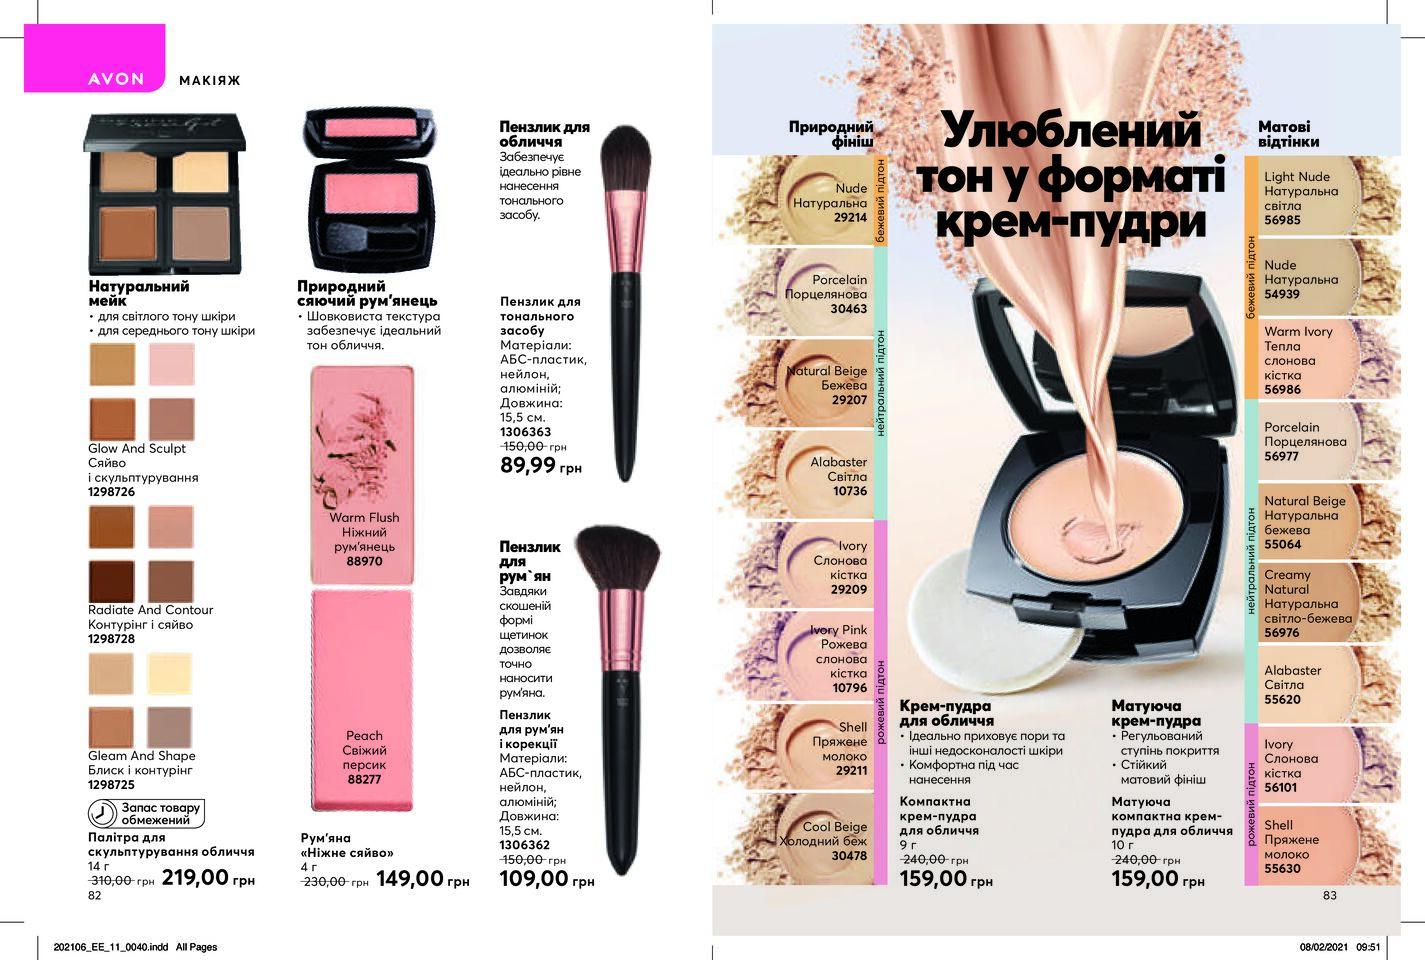 AVON
МАКІЯЖ
Натуральний
мейк
• для світлого тону шкіри
• для середнього тону шкіри
Glow And Sculpt
Сяйво
і скульптурування
1298726
Radiate And Contour
Контурінг і сяйво
1298728
Gleam And Shape
Блиск і контурінг
1298725
Запас товару
обмежений
Палітра для
скульптурування обличчя
14 г
310,00 грн 219,00 грн
82
Природний
сяючий рум'янець
• Шовковиста текстура
забезпечує ідеальний
тон обличчя.
Warm Flush
Ніжний
рум'янець
88970
Peach
Свіжий
персик
88277
Рум'яна
«Ніжне сяйво»
4 г
230,00 грн 149,00 грн
Пензлик для
обличчя
Забезпечує
ідеально рівне
нанесення
тонального
засобу.
Пензлик для
тонального
засобу
Матеріали:
АБС-пластик,
нейлон,
алюміній;
Довжина:
15,5 см.
1306363
150,00 грн
89,99 грн
Пензлик
для
рум`ян
Завдяки
скошеній
формі
щетинок
дозволяє
точно
наносити
рум'яна.
Пензлик
для рум'ян
і корекції
Матеріали:
АБС-пластик,
нейлон,
алюміній;
Довжина:
15,5 см.
1306362
150,00 грн
109,00 грн
Природний
фініш
Nude
Натуральна
29214
Porcelain
Порцелянова
30463
Natural Beige
Бежева
29207
Alabaster
Світла
10736
Ivory
Слонова
кістка
29209
Ivory Pink
Рожева
слонова
кістка
10796
Shell
Пряжене
молоко
29211
Cool Beige
Холодний беж
30478
бежевий підтон
нейтральний підтон
рожевий підтон
Улюблений
тон у форматі
крем-пудри
Крем-пудра
для обличчя
• Ідеально приховує пори та
інші недосконалості шкіри
• Комфортна під час
нанесення
Компактна
крем-пудра
для обличчя
9 г
240,00 грн
159,00 грн
Матуюча
крем-пудра
• Регульований
ступінь покриття
• Стійкий
матовий фініш
Матуюча
компактна крем-
пудра для обличчя
10 г
240,00 грн
159,00 грн
Матові
відтінки
бежевий підтон
нейтральний підтон
рожевий підтон
Light Nude
Натуральна
світла
56985
Nude
Натуральна
54939
Warm Ivory
Тепла
слонова
кістка
56986
Porcelain
Порцелянова
56977
Natural Beige
Натуральна
бежева
55064
Creamy
Natural
Натуральна
світло-бежева
56976
Alabaster
Світла
55620
Ivory
Слонова
кістка
56101
Shell
Пряжене
молоко
55630
83
202106_EE_11_0040.indd All Pages
08/02/2021 09:51